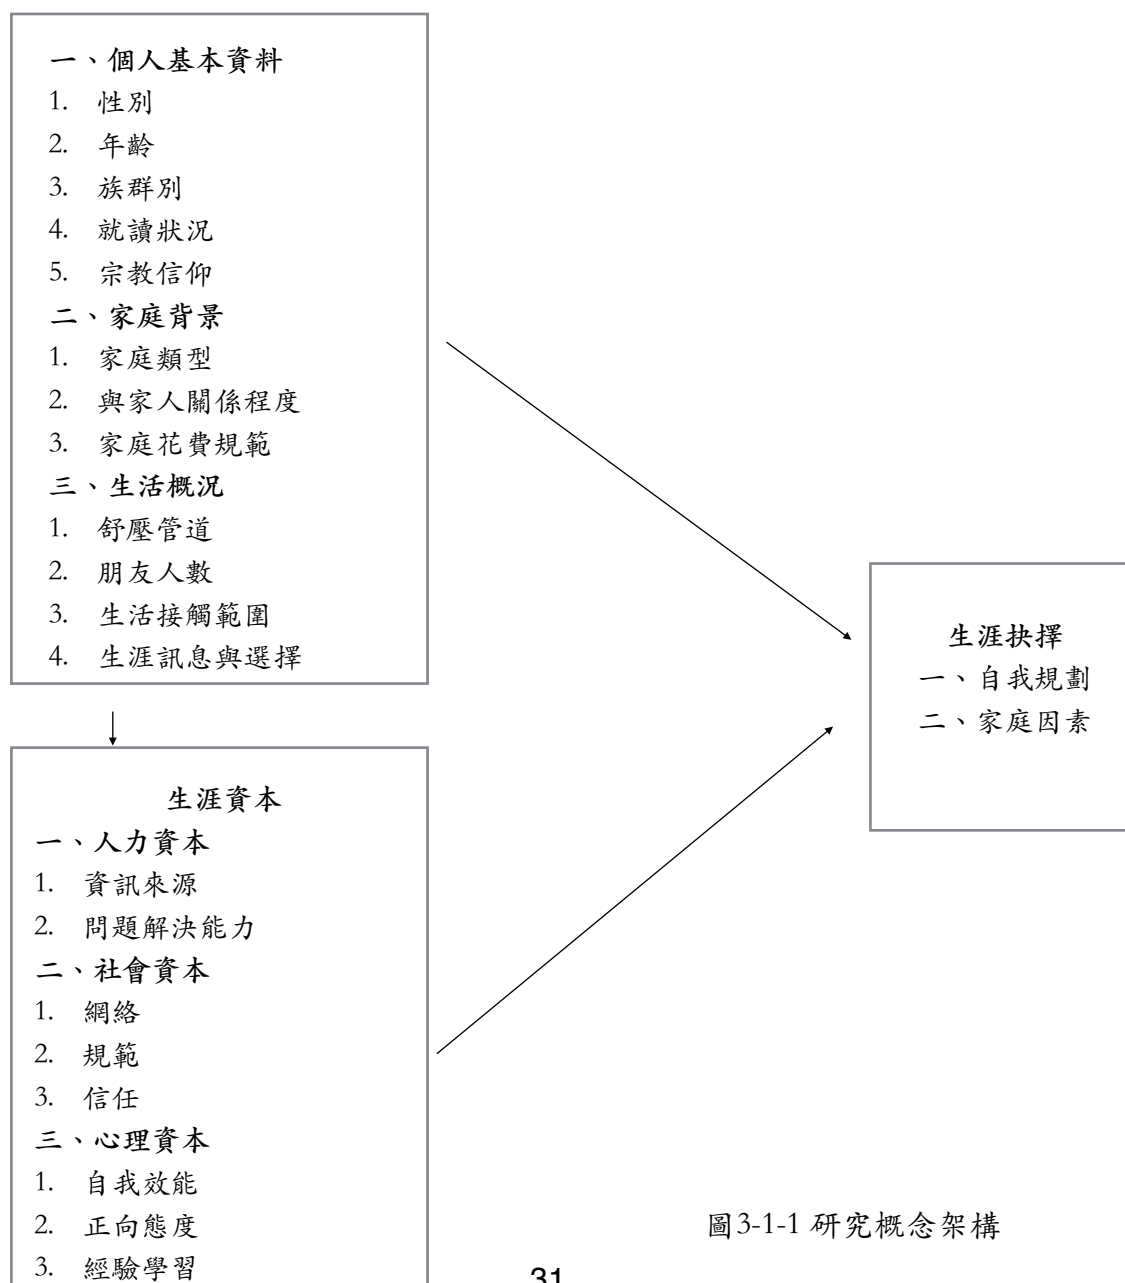 一、個人基本資料
1. 性別
2. 年齡
3. 族群別
4. 就讀狀況
5. 宗教信仰
二、家庭背景
1. 家庭類型
2. 與家人關係程度
3. 家庭花費規範
三、生活概況
1. 舒壓管道
2. 朋友人數
3. 生活接觸範圍
4. 生涯訊息與選擇
生涯資本
一、人力資本
1. 資訊來源
2. 問題解決能力
二、社會資本
1. 網絡
2. 規範
3. 信任
三、心理資本
1. 自我效能
2. 正向態度
3. 經驗學習
生涯抉擇
一、自我規劃
二、家庭因素
圖3-1-1 研究概念架構
31